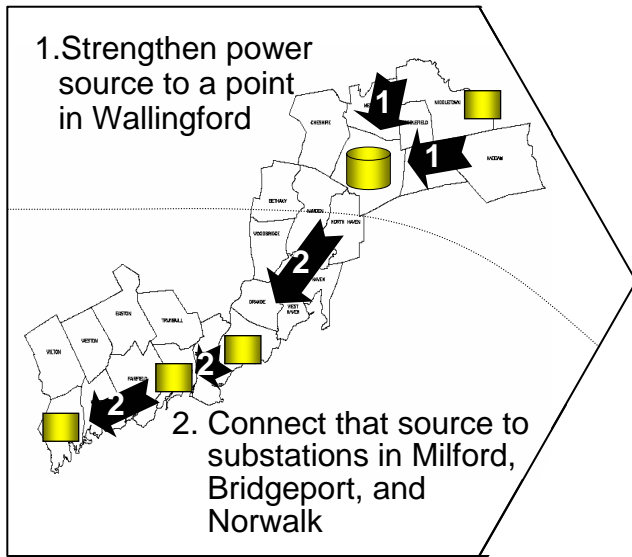 1.Strengthen power
source to a point
in Wallingford
MIDDLETOWN
1
CHESHIRE
1
HADDAM
BETHANY
HAMDEN
NORTH HAVEN
WOODBRIDGE
2
HAVEN
ORANGE
WEST
HAVEN
EASTON
TRUMBULL
WESTON
WILTON
2
FAIRFIELD
2
2. Connect that source to
substations in Milford,
Bridgeport, and
Norwalk